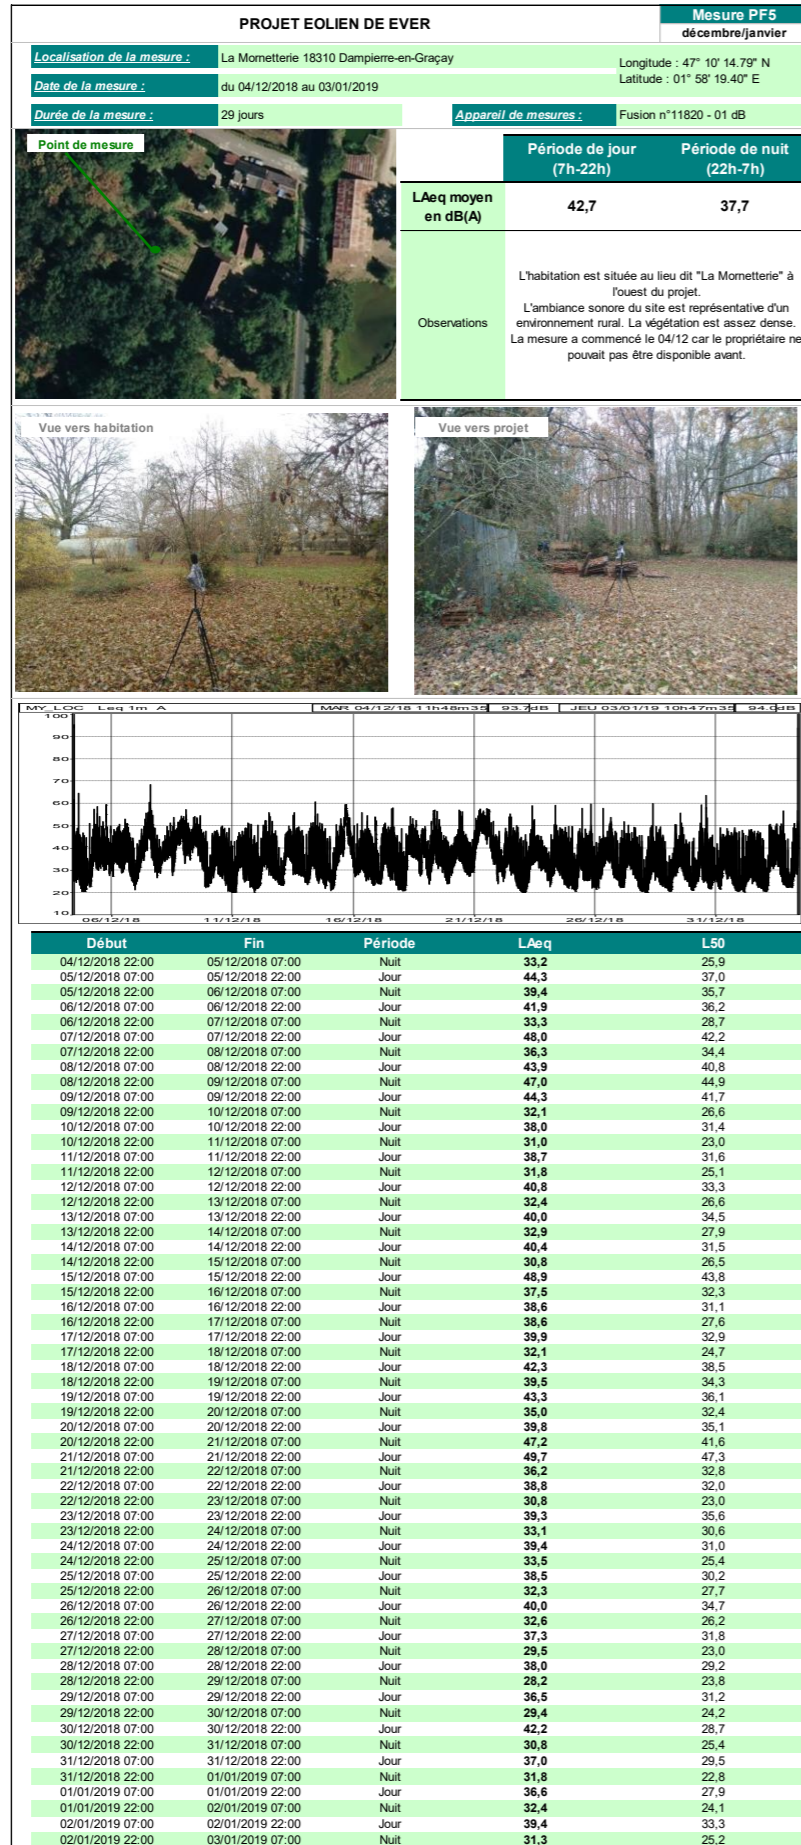 PROJET EOLIEN DE EVER
Mesure PF5
décembre/janvier
Localisation de la mesure :
La Mornetterie 18310 Dampierre-en-Graçay
Longitude : 47° 10' 14.79" N
Latitude : 01° 58' 19.40" E
Date de la mesure :
du 04/12/2018 au 03/01/2019
Durée de la mesure :
29 jours
Appareil de mesures :
Fusion n°11820 - 01 dB
Point de mesure
Période de jour
(7h-22h)
Période de nuit
(22h-7h)
LAeq moyen
en dB(A)
42,7
37,7
Observations
L'habitation est située au lieu dit "La Mornetterie" à
l'ouest du projet.
L'ambiance sonore du site est représentative d'un
environnement rural. La végétation est assez dense.
La mesure a commencé le 04/12 car le propriétaire ne
pouvait pas être disponible avant.
Vue vers habitation
Vue vers projet
MY_LOC Leq 1m A MAR 04/12/18 11h48m35 93.7dB JEU 03/01/19 10h47m35 94.0dB
100
90
80
70
60
50
40
30
20
10
06/12/18 11/12/18 16/12/18 21/12/18 26/12/18 31/12/18
Début Fin Période LAeq L50
04/12/2018 22:00 05/12/2018 07:00 Nuit 33,2 25,9
05/12/2018 07:00 05/12/2018 22:00 Jour 44,3 37,0
05/12/2018 22:00 06/12/2018 07:00 Nuit 39,4 35,7
06/12/2018 07:00 06/12/2018 22:00 Jour 41,9 36,2
06/12/2018 22:00 07/12/2018 07:00 Nuit 33,3 28,7
07/12/2018 07:00 07/12/2018 22:00 Jour 48,0 42,2
07/12/2018 22:00 08/12/2018 07:00 Nuit 36,3 34,4
08/12/2018 07:00 08/12/2018 22:00 Jour 43,9 40,8
08/12/2018 22:00 09/12/2018 07:00 Nuit 47,0 44,9
09/12/2018 07:00 09/12/2018 22:00 Jour 44,3 41,7
09/12/2018 22:00 10/12/2018 07:00 Nuit 32,1 26,6
10/12/2018 07:00 10/12/2018 22:00 Jour 38,0 31,4
10/12/2018 22:00 11/12/2018 07:00 Nuit 31,0 23,0
11/12/2018 07:00 11/12/2018 22:00 Jour 38,7 31,6
11/12/2018 22:00 12/12/2018 07:00 Nuit 31,8 25,1
12/12/2018 07:00 12/12/2018 22:00 Jour 40,8 33,3
12/12/2018 22:00 13/12/2018 07:00 Nuit 32,4 26,6
13/12/2018 07:00 13/12/2018 22:00 Jour 40,0 34,5
13/12/2018 22:00 14/12/2018 07:00 Nuit 32,9 27,9
14/12/2018 07:00 14/12/2018 22:00 Jour 40,4 31,5
14/12/2018 22:00 15/12/2018 07:00 Nuit 30,8 26,5
15/12/2018 07:00 15/12/2018 22:00 Jour 48,9 43,8
15/12/2018 22:00 16/12/2018 07:00 Nuit 37,5 32,3
16/12/2018 07:00 16/12/2018 22:00 Jour 38,6 31,1
16/12/2018 22:00 17/12/2018 07:00 Nuit 38,6 27,6
17/12/2018 07:00 17/12/2018 22:00 Jour 39,9 32,9
17/12/2018 22:00 18/12/2018 07:00 Nuit 32,1 24,7
18/12/2018 07:00 18/12/2018 22:00 Jour 42,3 38,5
18/12/2018 22:00 19/12/2018 07:00 Nuit 39,5 34,3
19/12/2018 07:00 19/12/2018 22:00 Jour 43,3 36,1
19/12/2018 22:00 20/12/2018 07:00 Nuit 35,0 32,4
20/12/2018 07:00 20/12/2018 22:00 Jour 39,8 35,1
20/12/2018 22:00 21/12/2018 07:00 Nuit 47,2 41,6
21/12/2018 07:00 21/12/2018 22:00 Jour 49,7 47,3
21/12/2018 22:00 22/12/2018 07:00 Nuit 36,2 32,8
22/12/2018 07:00 22/12/2018 22:00 Jour 38,8 32,0
22/12/2018 22:00 23/12/2018 07:00 Nuit 30,8 23,0
23/12/2018 07:00 23/12/2018 22:00 Jour 39,3 35,6
23/12/2018 22:00 24/12/2018 07:00 Nuit 33,1 30,6
24/12/2018 07:00 24/12/2018 22:00 Jour 39,4 31,0
24/12/2018 22:00 25/12/2018 07:00 Nuit 33,5 25,4
25/12/2018 07:00 25/12/2018 22:00 Jour 38,5 30,2
25/12/2018 22:00 26/12/2018 07:00 Nuit 32,3 27,7
26/12/2018 07:00 26/12/2018 22:00 Jour 40,0 34,7
26/12/2018 22:00 27/12/2018 07:00 Nuit 32,6 26,2
27/12/2018 07:00 27/12/2018 22:00 Jour 37,3 31,8
27/12/2018 22:00 28/12/2018 07:00 Nuit 29,5 23,0
28/12/2018 07:00 28/12/2018 22:00 Jour 38,0 29,2
28/12/2018 22:00 29/12/2018 07:00 Nuit 28,2 23,8
29/12/2018 07:00 29/12/2018 22:00 Jour 36,5 31,2
29/12/2018 22:00 30/12/2018 07:00 Nuit 29,4 24,2
30/12/2018 07:00 30/12/2018 22:00 Jour 42,2 28,7
30/12/2018 22:00 31/12/2018 07:00 Nuit 30,8 25,4
31/12/2018 07:00 31/12/2018 22:00 Jour 37,0 29,5
31/12/2018 22:00 01/01/2019 07:00 Nuit 31,8 22,8
01/01/2019 07:00 01/01/2019 22:00 Jour 36,6 27,9
01/01/2019 22:00 02/01/2019 07:00 Nuit 32,4 24,1
02/01/2019 07:00 02/01/2019 22:00 Jour 39,4 33,3
02/01/2019 22:00 03/01/2019 07:00 Nuit 31,3 25,2